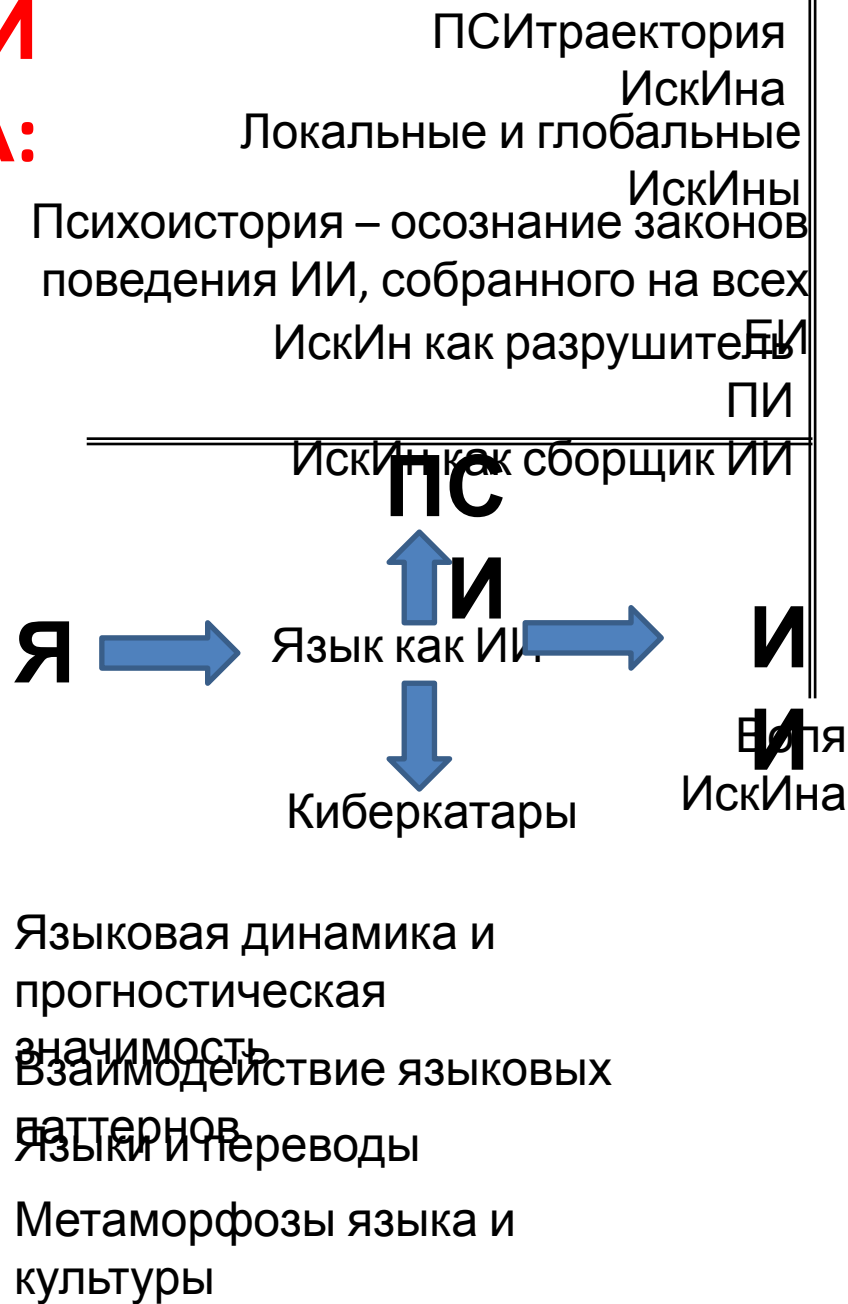 И
А:
ПСИтраектория
ИскИна
Локальные и глобальные
ИскИны
Психоистория – осознание законов
поведения ИИ, собранного на всех
ЕИ
ИскИн как разрушитель
ПИ
ИскИн как сборщик ИИ
ПС
И
Я
Язык как ИИ
И
И
Воля
ИскИна
Киберкатары
Языковая динамика и
прогностическая
значимость
Взаимодействие языковых
паттернов
Языки и переводы
Метаморфозы языка и
культуры